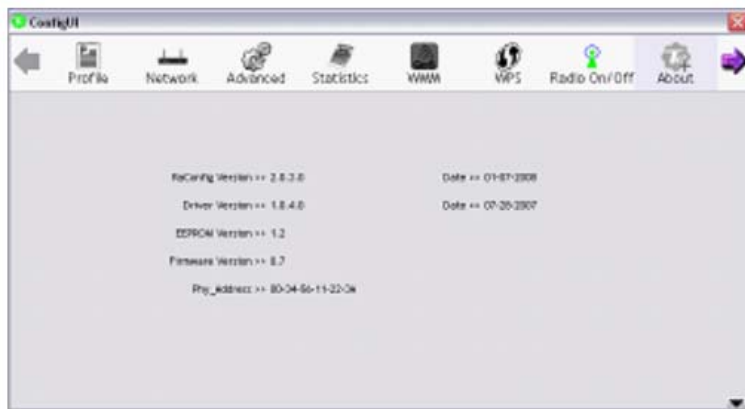 ConfigUI
Profile Network Advanced Statistics WMM WPS Radio On/Off About
RaConfig Version >> 2.0.3.0 Date >> 01-07-2008
Driver Version >> 1.0.4.0 Date >> 07-28-2007
EEPROM Version >> 1.2
Firmware Version >> 0.7
Phy_Address >>